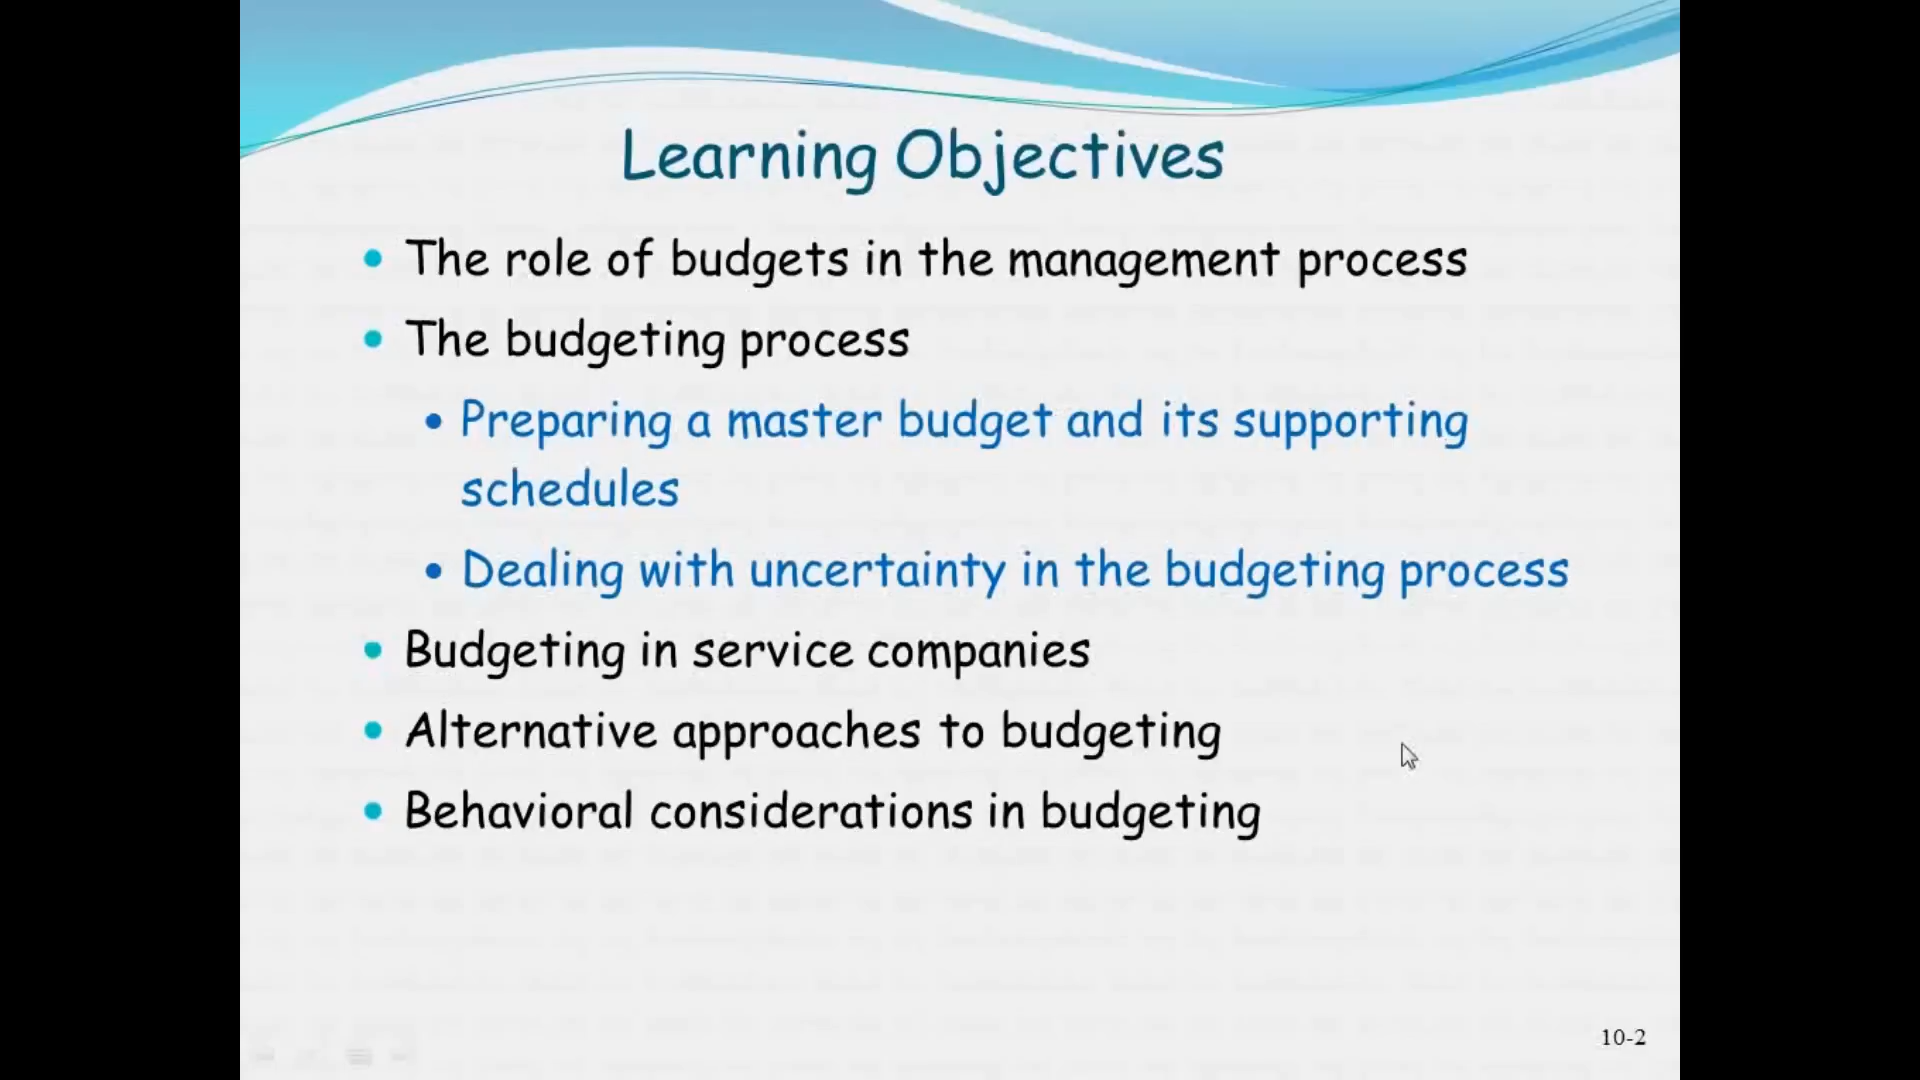 Learning Objectives
• The role of budgets in the management process
• The budgeting process
• Preparing a master budget and its supporting
schedules
• Dealing with uncertainty in the budgeting process
• Budgeting in service companies
• Alternative approaches to budgeting
• Behavioral considerations in budgeting
10-2